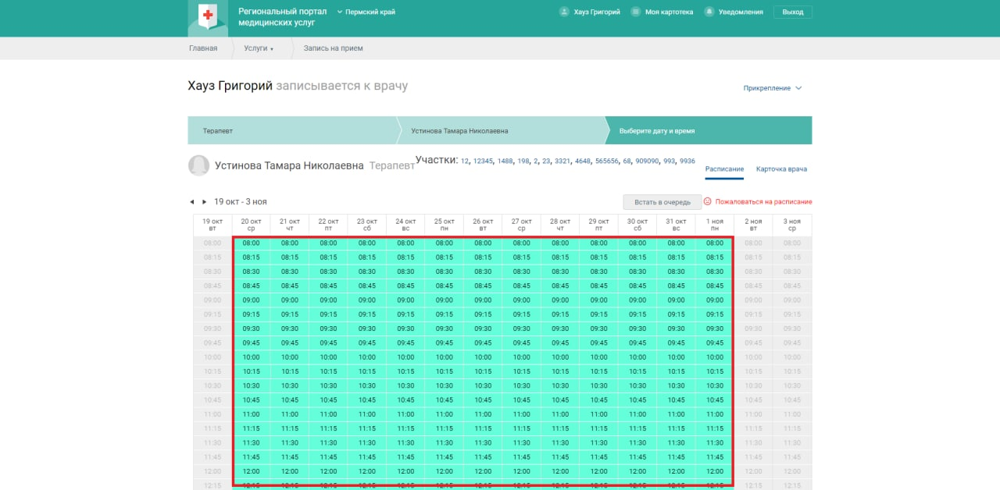 Региональный портал
медицинских услуг
Пермский край
Хауз Григорий
Моя картотека
Уведомления
Выход
Главная
Услуги
Запись на прием
Хауз Григорий записывается к врачу
Прикрепление
Терапевт
Устинова Тамара Николаевна
Выберите дату и время
Устинова Тамара Николаевна Терапевт
Участки: 12, 12345, 1488, 198, 2, 23, 3321, 4648, 565656, 68, 909090, 993, 9936
Расписание
Карточка врача
19 окт - 3 ноя
Встать в очередь
Пожаловаться на расписание
19 окт 20 окт 21 окт 22 окт 23 окт 24 окт 25 окт 26 окт 27 окт 28 окт 29 окт 30 окт 31 окт 1 ноя 2 ноя 3 ноя
вт ср чт пт сб вс пн вт ср чт пт сб вс пн вт ср
08:00 08:00 08:00 08:00 08:00 08:00 08:00 08:00 08:00 08:00 08:00 08:00 08:00 08:00 08:00 08:00
08:15 08:15 08:15 08:15 08:15 08:15 08:15 08:15 08:15 08:15 08:15 08:15 08:15 08:15 08:15 08:15
08:30 08:30 08:30 08:30 08:30 08:30 08:30 08:30 08:30 08:30 08:30 08:30 08:30 08:30 08:30 08:30
08:45 08:45 08:45 08:45 08:45 08:45 08:45 08:45 08:45 08:45 08:45 08:45 08:45 08:45 08:45 08:45
09:00 09:00 09:00 09:00 09:00 09:00 09:00 09:00 09:00 09:00 09:00 09:00 09:00 09:00 09:00 09:00
09:15 09:15 09:15 09:15 09:15 09:15 09:15 09:15 09:15 09:15 09:15 09:15 09:15 09:15 09:15 09:15
09:30 09:30 09:30 09:30 09:30 09:30 09:30 09:30 09:30 09:30 09:30 09:30 09:30 09:30 09:30 09:30
09:45 09:45 09:45 09:45 09:45 09:45 09:45 09:45 09:45 09:45 09:45 09:45 09:45 09:45 09:45 09:45
10:00 10:00 10:00 10:00 10:00 10:00 10:00 10:00 10:00 10:00 10:00 10:00 10:00 10:00 10:00 10:00
10:15 10:15 10:15 10:15 10:15 10:15 10:15 10:15 10:15 10:15 10:15 10:15 10:15 10:15 10:15 10:15
10:30 10:30 10:30 10:30 10:30 10:30 10:30 10:30 10:30 10:30 10:30 10:30 10:30 10:30 10:30 10:30
10:45 10:45 10:45 10:45 10:45 10:45 10:45 10:45 10:45 10:45 10:45 10:45 10:45 10:45 10:45 10:45
11:00 11:00 11:00 11:00 11:00 11:00 11:00 11:00 11:00 11:00 11:00 11:00 11:00 11:00 11:00 11:00
11:15 11:15 11:15 11:15 11:15 11:15 11:15 11:15 11:15 11:15 11:15 11:15 11:15 11:15 11:15 11:15
11:30 11:30 11:30 11:30 11:30 11:30 11:30 11:30 11:30 11:30 11:30 11:30 11:30 11:30 11:30 11:30
11:45 11:45 11:45 11:45 11:45 11:45 11:45 11:45 11:45 11:45 11:45 11:45 11:45 11:45 11:45 11:45
12:00 12:00 12:00 12:00 12:00 12:00 12:00 12:00 12:00 12:00 12:00 12:00 12:00 12:00 12:00 12:00
12:15 12:15 12:15 12:15 12:15 12:15 12:15 12:15 12:15 12:15 12:15 12:15 12:15 12:15 12:15 12:15